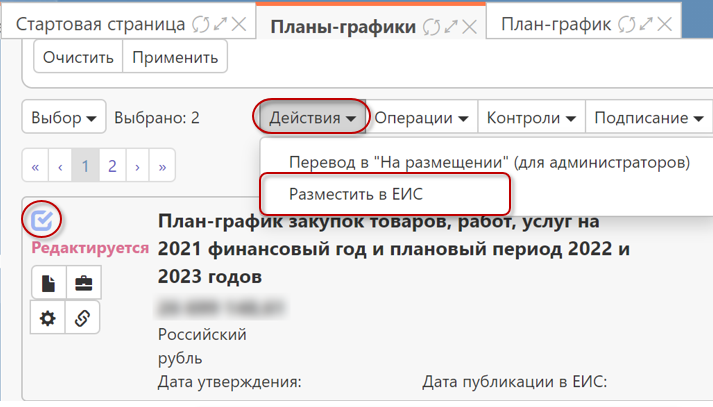 Стартовая страница Планы-графики План-график
Очистить Применить
Выбор Выбрано: 2 Действия Операции Контроли Подписание
« ‹ 1 2 › »
Перевод в "На размещении" (для администраторов)
Разместить в ЕИС
План-график закупок товаров, работ, услуг на
Редактируется 2021 финансовый год и плановый период 2022 и
2023 годов
Российский
рубль
Дата утверждения: Дата публикации в ЕИС: